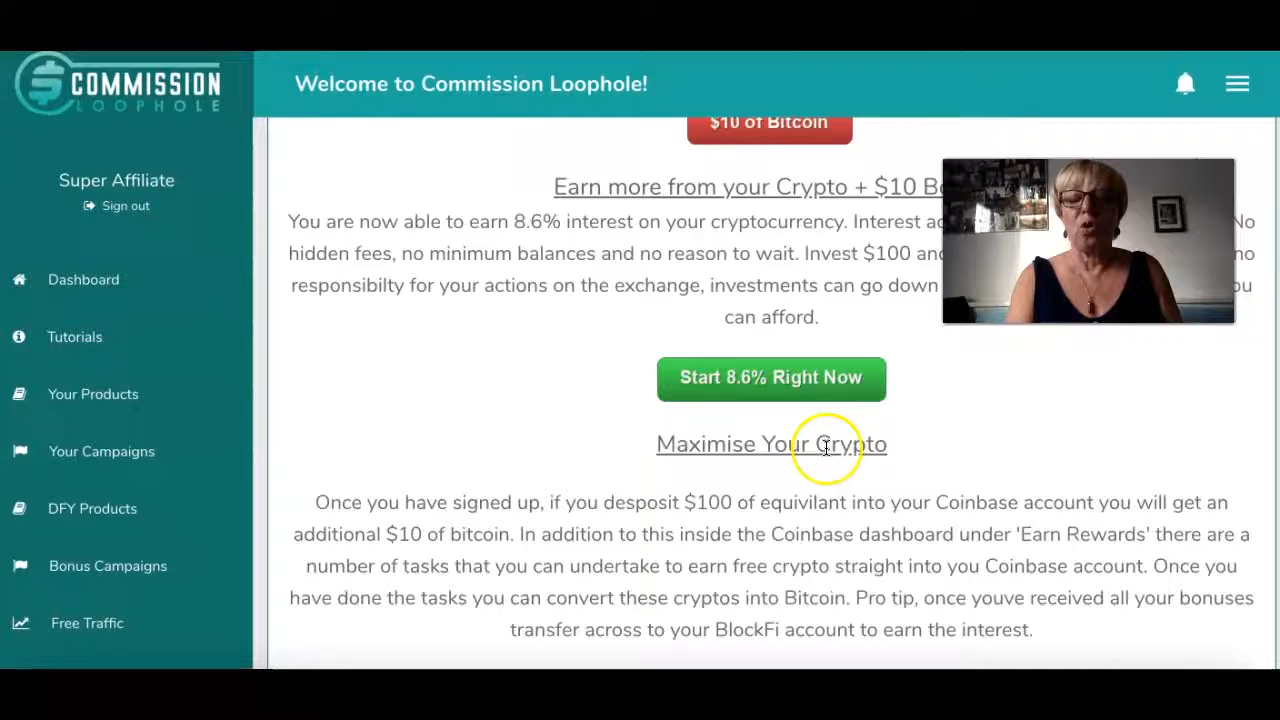 COMMISSION
LOOPHOLE
Welcome to Commission Loophole!
Super Affiliate
Sign out
Dashboard
Tutorials
Your Products
Your Campaigns
DFY Products
Bonus Campaigns
Free Traffic
$10 of Bitcoin
Earn more from your Crypto + $10 Bo
You are now able to earn 8.6% interest on your cryptocurrency. Interest ac No
hidden fees, no minimum balances and no reason to wait. Invest $100 and no
responsibilty for your actions on the exchange, investments can go down ou
can afford.
Start 8.6% Right Now
Maximise Your Crypto
Once you have signed up, if you desposit $100 of equivilant into your Coinbase account you will get an
additional $10 of bitcoin. In addition to this inside the Coinbase dashboard under 'Earn Rewards' there are a
number of tasks that you can undertake to earn free crypto straight into you Coinbase account. Once you
have done the tasks you can convert these cryptos into Bitcoin. Pro tip, once youve received all your bonuses
transfer across to your BlockFi account to earn the interest.